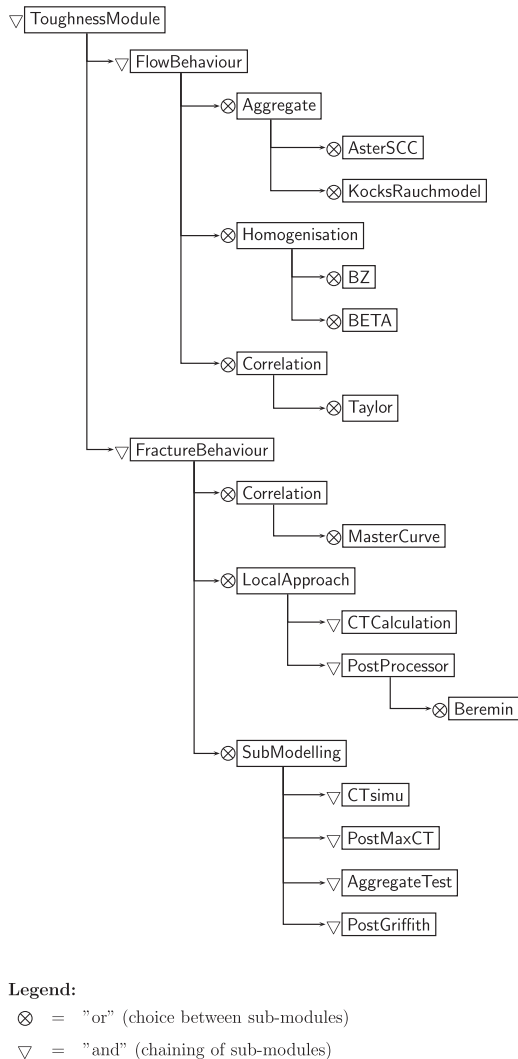 ToughnessModule
FlowBehaviour
Aggregate
AsterSCC
KocksRauchmodel
Homogenisation
BZ
BETA
Correlation
Taylor
FractureBehaviour
Correlation
MasterCurve
LocalApproach
CTCalculation
PostProcessor
Beremin
SubModelling
CTsimu
PostMaxCT
AggregateTest
PostGriffith
Legend:
⊗ = ”or” (choice between sub-modules)
▽ = ”and” (chaining of sub-modules)